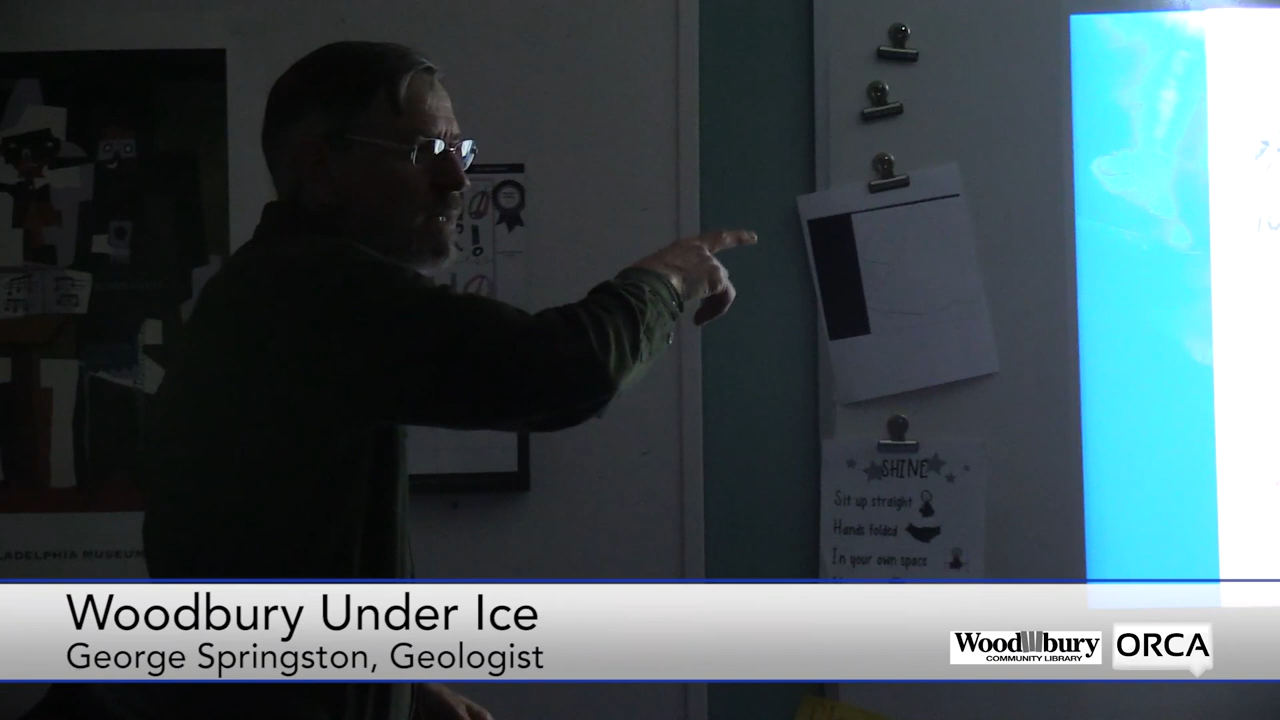 SHINE
Sit up straight
Hands folded
In your own space
LADELPHIA MUSEUM
Woodbury Under Ice
George Springston, Geologist
Woodbury
COMMUNITY LIBRARY
ORCA